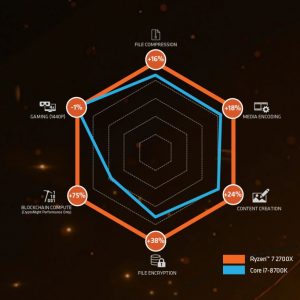 FILE COMPRESSION
+16%
-1%
GAMING (1440P)
+18%
MEDIA ENCODING
+75%
BLOCKCHAIN COMPUTE
(CryptoNight Performance Only)
+24%
CONTENT CREATION
+38%
FILE ENCRYPTION
Ryzen™ 7 2700X
Core i7-8700K